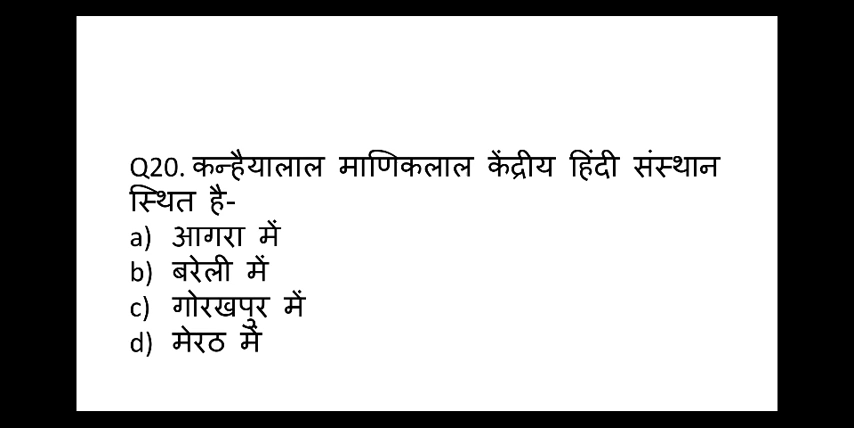 Q20. कन्हैयालाल माणिकलाल केंद्रीय हिंदी संस्थान
स्थित है-
a) आगरा में
b) बरेली में
c) गोरखपुर में
d) मेरठ में